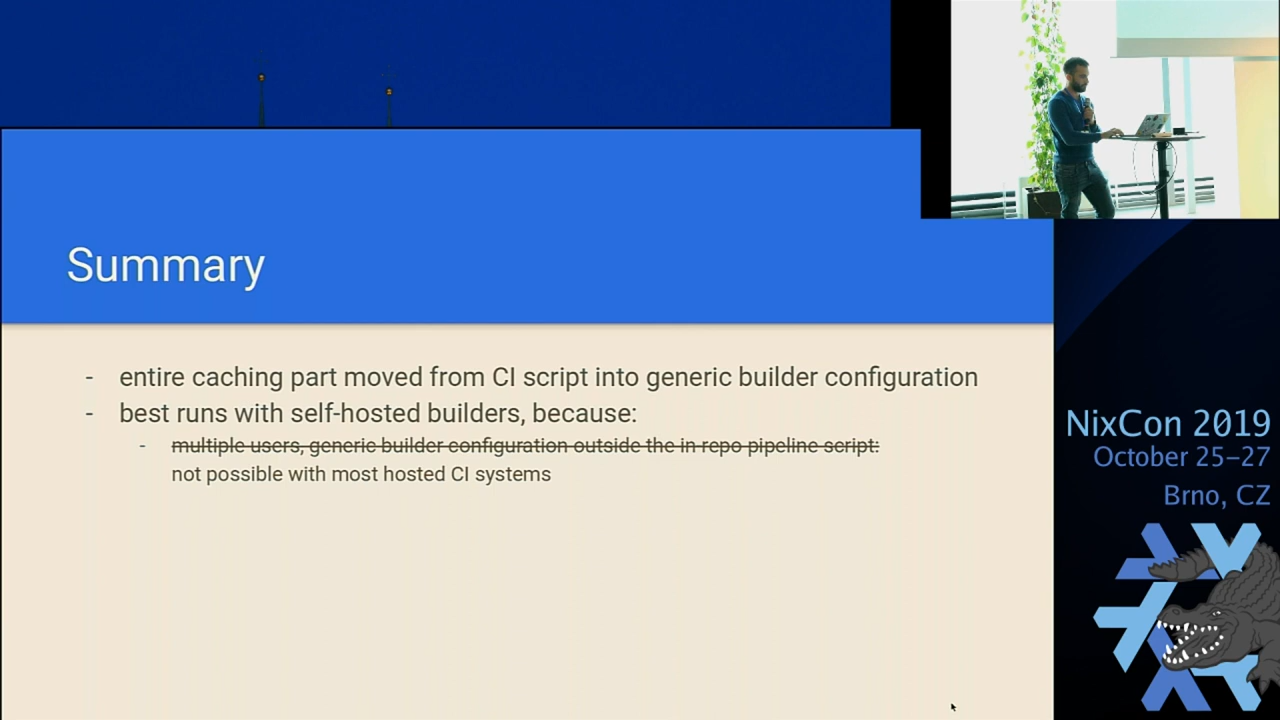 Summary
- entire caching part moved from CI script into generic builder configuration
- best runs with self-hosted builders, because:
- multiple users, generic builder configuration outside the in repo pipeline script:
not possible with most hosted CI systems
NixCon 2019
October 25–27
Brno, CZ